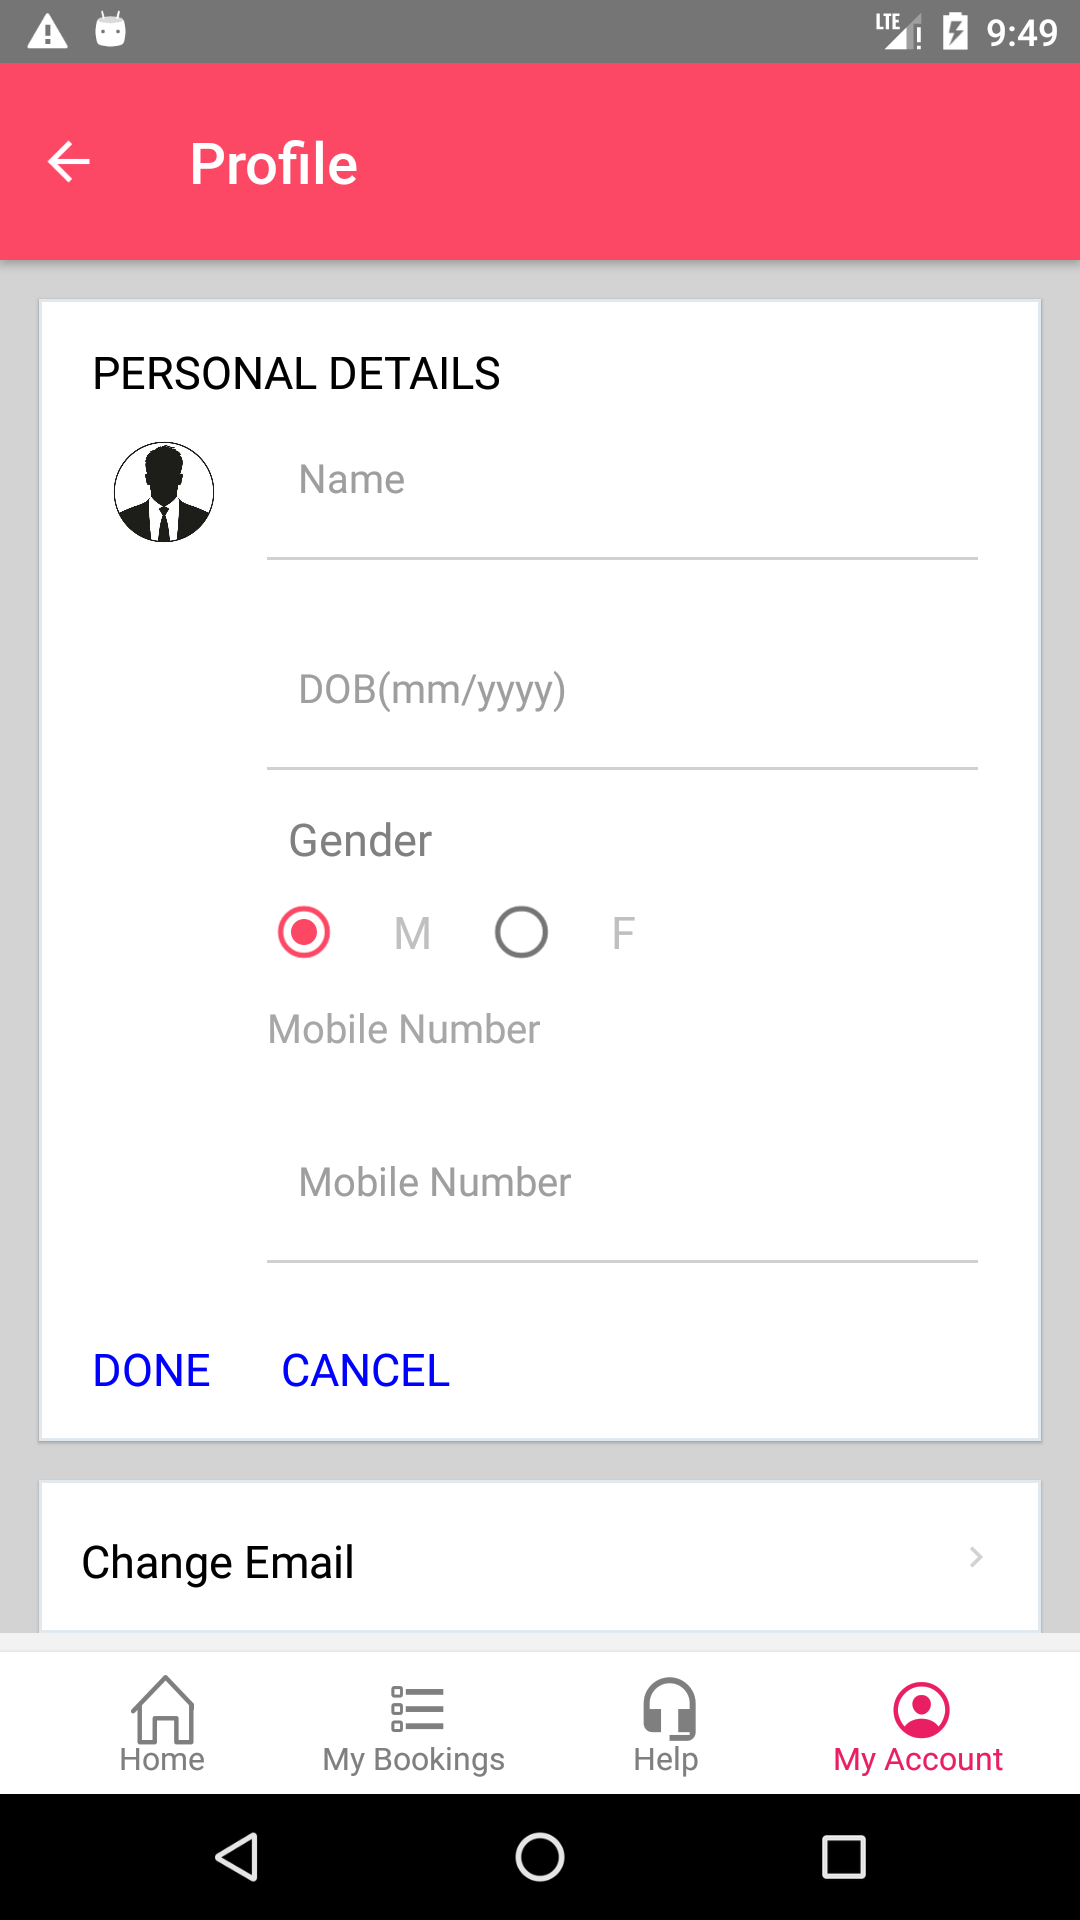 LTE 9:49
Profile
PERSONAL DETAILS
Name
DOB(mm/yyyy)
Gender
M F
Mobile Number
Mobile Number
DONE CANCEL
Change Email
Home My Bookings Help My Account